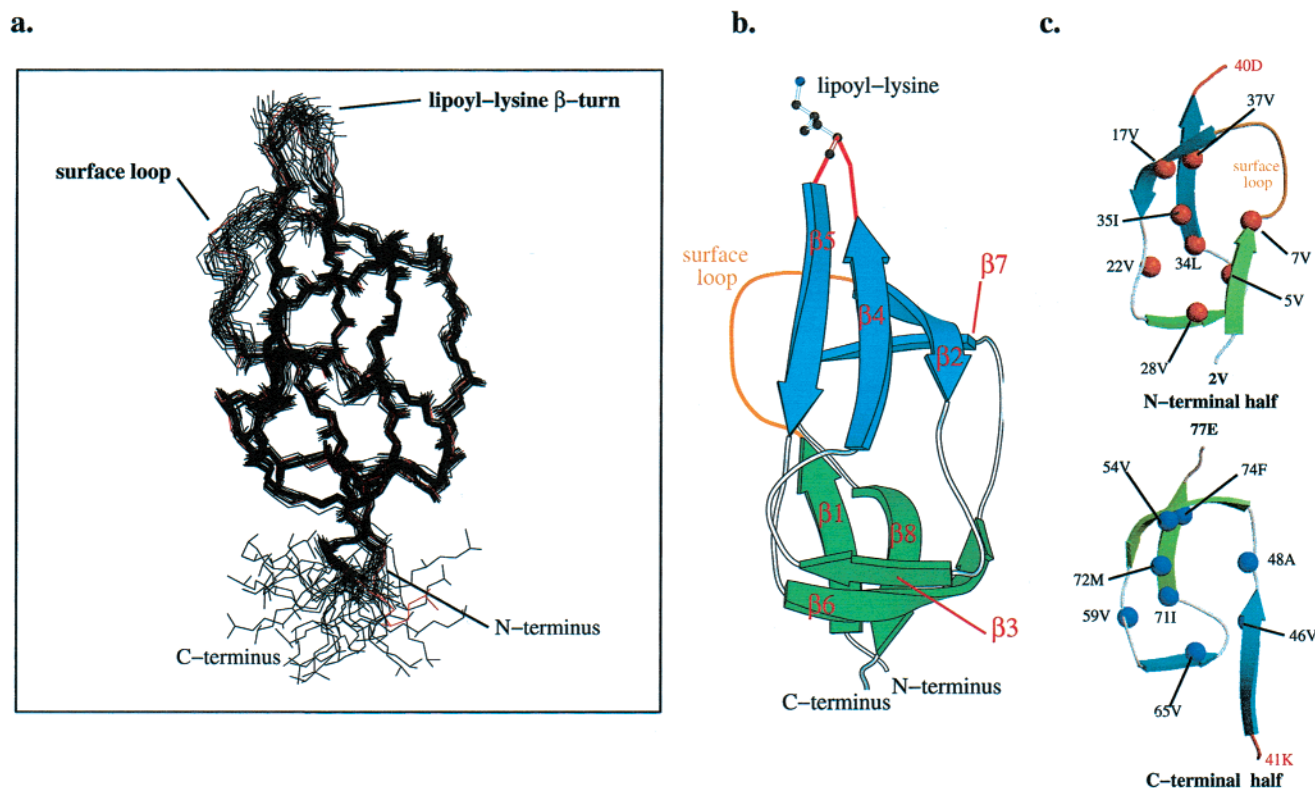 a.
lipoyl–lysine β–turn
surface loop
N–terminus
C–terminus
b.
lipoyl–lysine
β5
β7
surface
loop
β4
β2
β1
β8
β6
β3
N–terminus
C–terminus
c.
40D
37V
17V
surface
loop
35I
7V
22V
34L
5V
28V
2V
N–terminal half
77E
54V
74F
48A
72M
59V
71I
46V
65V
41K
C–terminal half